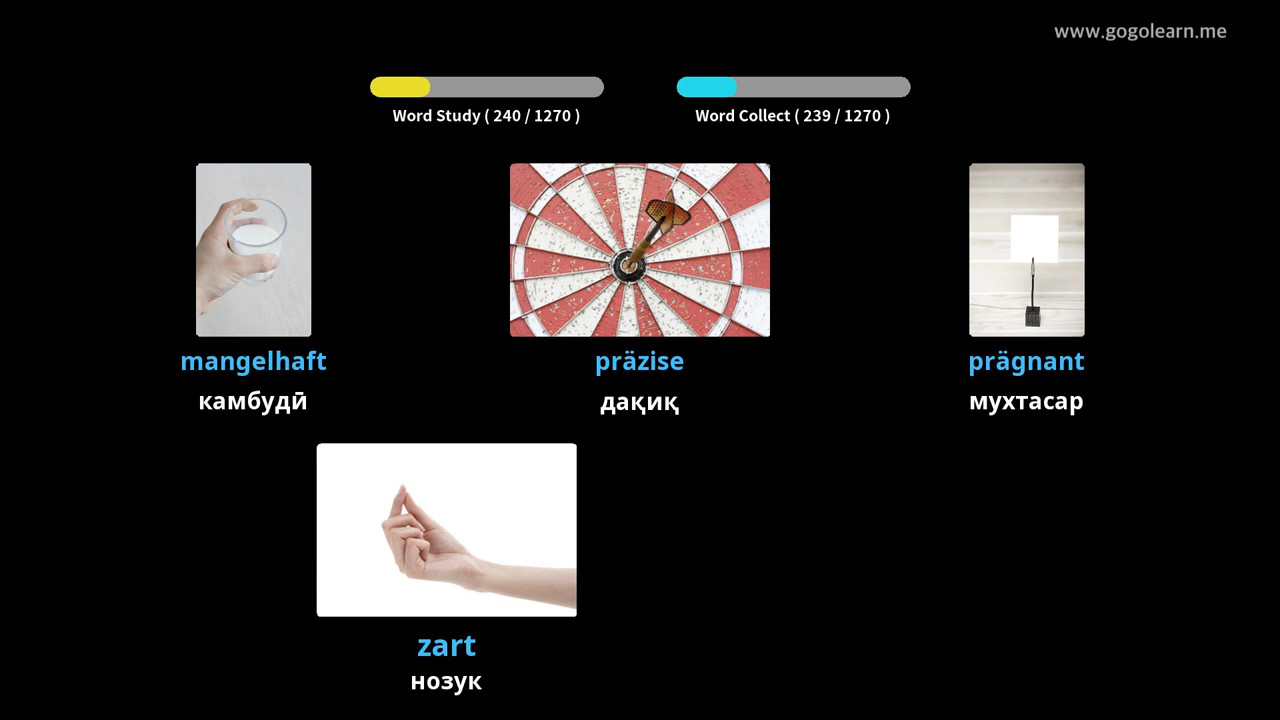 www.gogolearn.me
Word Study ( 240 / 1270 )
Word Collect ( 239 / 1270 )
mangelhaft
камбудӣ
präzise
дақиқ
prägnant
мухтасар
zart
нозук